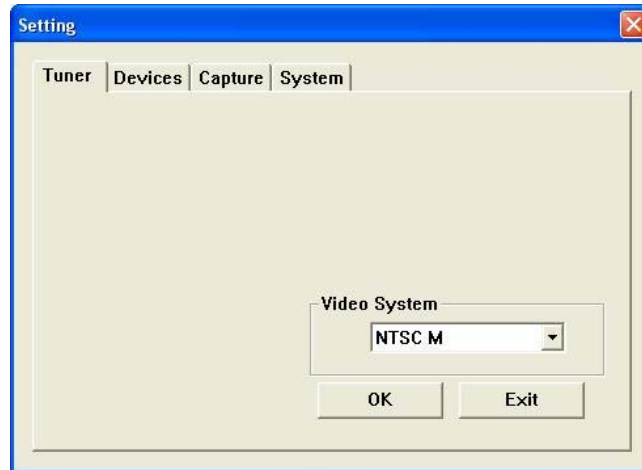 Setting
Tuner Devices Capture System
Video System
NTSC M
OK Exit